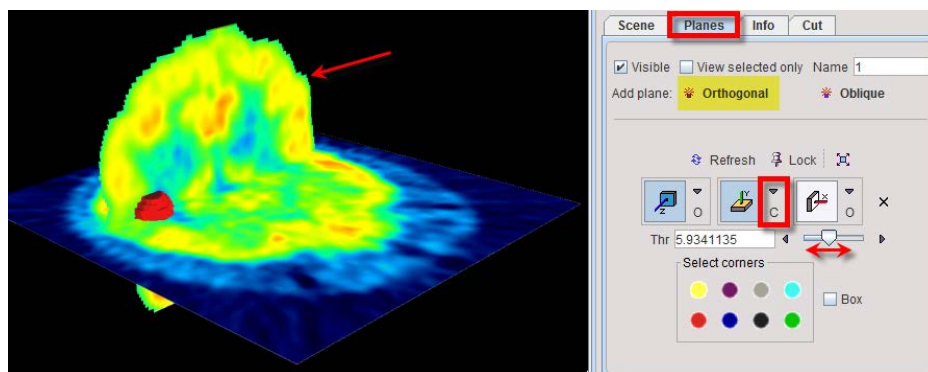 Scene Planes Info Cut
Visible View selected only Name 1
Add plane: Orthogonal Oblique
Refresh Lock
Z O Y C X O
Thr 5.9341135
Select corners
Box